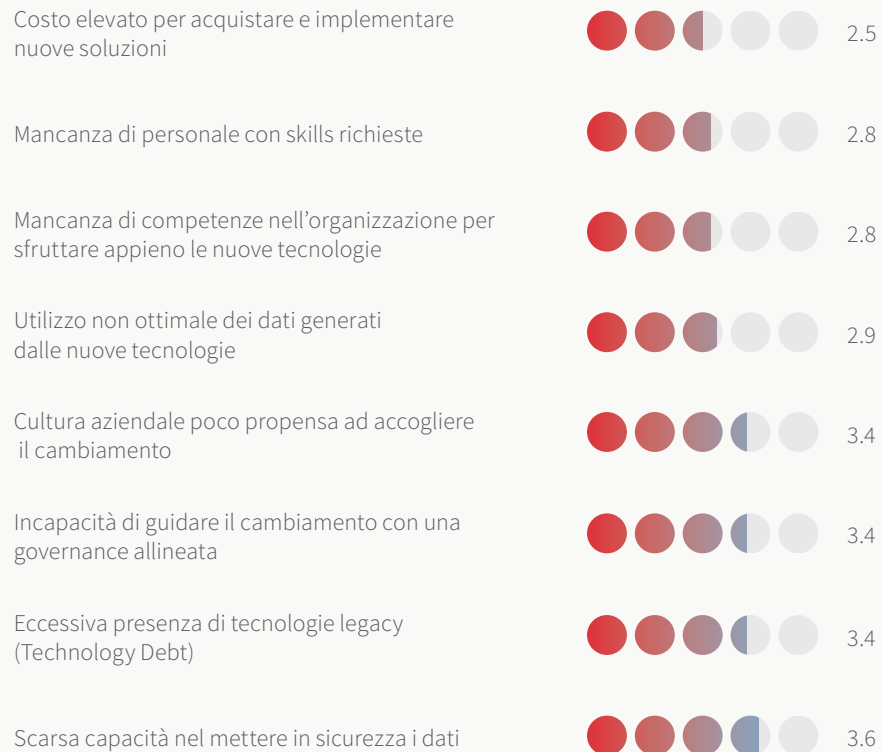 Costo elevato per acquistare e implementare
nuove soluzioni
2.5
Mancanza di personale con skills richieste
2.8
Mancanza di competenze nell'organizzazione per
sfruttare appieno le nuove tecnologie
2.8
Utilizzo non ottimale dei dati generati
dalle nuove tecnologie
2.9
Cultura aziendale poco propensa ad accogliere
il cambiamento
3.4
Incapacità di guidare il cambiamento con una
governance allineata
3.4
Eccessiva presenza di tecnologie legacy
(Technology Debt)
3.4
Scarsa capacità nel mettere in sicurezza i dati
3.6